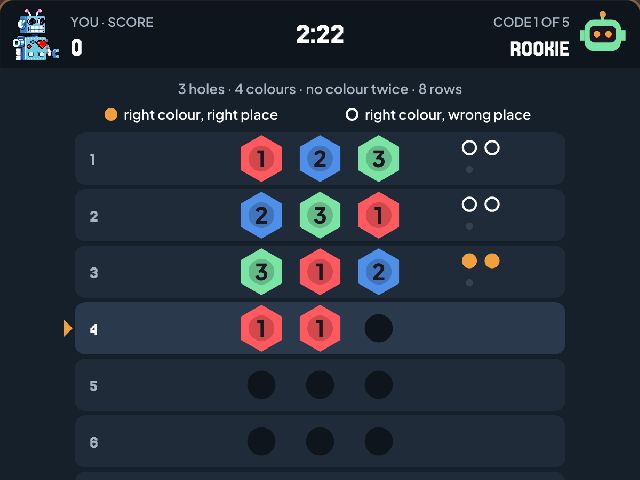 YOU · SCORE
0
2:22
CODE 1 OF 5
ROOKIE
3 holes · 4 colours · no colour twice · 8 rows
right colour, right place
right colour, wrong place
1 1 2 3
2 2 3 1
3 3 1 2
4 1 1
5
6